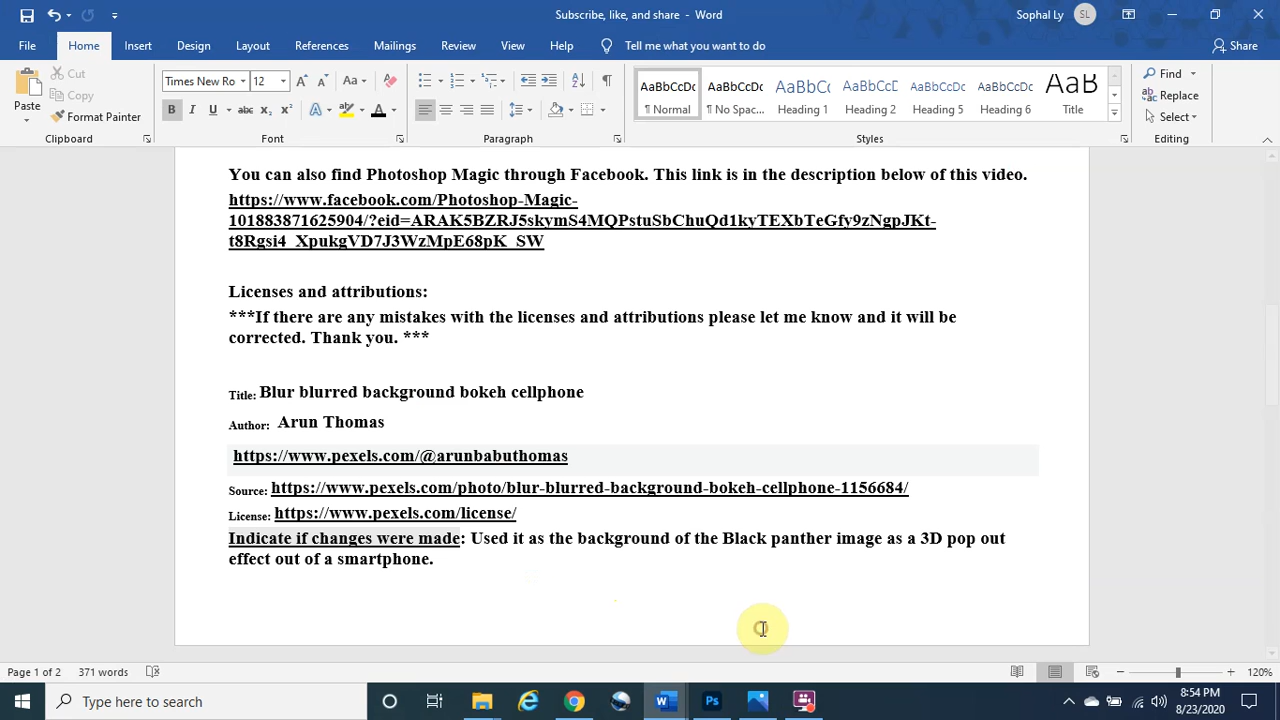 Subscribe, like, and share - Word
Sophal Ly SL
File Home Insert Design Layout References Mailings Review View Help Tell me what you want to do Share
Paste Cut Copy Format Painter
Clipboard
Times New Ro 12
Font
Paragraph
AaBbCcDc AaBbCcDc AaBbCcD AaBbCcD AaBbCcD AaBbCcD AaB
¶ Normal ¶ No Spac... Heading 1 Heading 2 Heading 5 Heading 6 Title
Styles
Find
Replace
Select
Editing
You can also find Photoshop Magic through Facebook. This link is in the description below of this video.
https://www.facebook.com/Photoshop-Magic-
101883871625904/?eid=ARAK5BZRJ5skymS4MQPstuSbChuQd1kyTEXbTeGfy9zNgpJKt-
t8Rgsi4_XpukgVD7J3WzMpE68pK_SW
Licenses and attributions:
***If there are any mistakes with the licenses and attributions please let me know and it will be
corrected. Thank you. ***
Title: Blur blurred background bokeh cellphone
Author: Arun Thomas
https://www.pexels.com/@arunbabuthomas
Source: https://www.pexels.com/photo/blur-blurred-background-bokeh-cellphone-1156684/
License: https://www.pexels.com/license/
Indicate if changes were made: Used it as the background of the Black panther image as a 3D pop out
effect out of a smartphone.
Page 1 of 2 371 words 120%
Type here to search
8:54 PM
8/23/2020